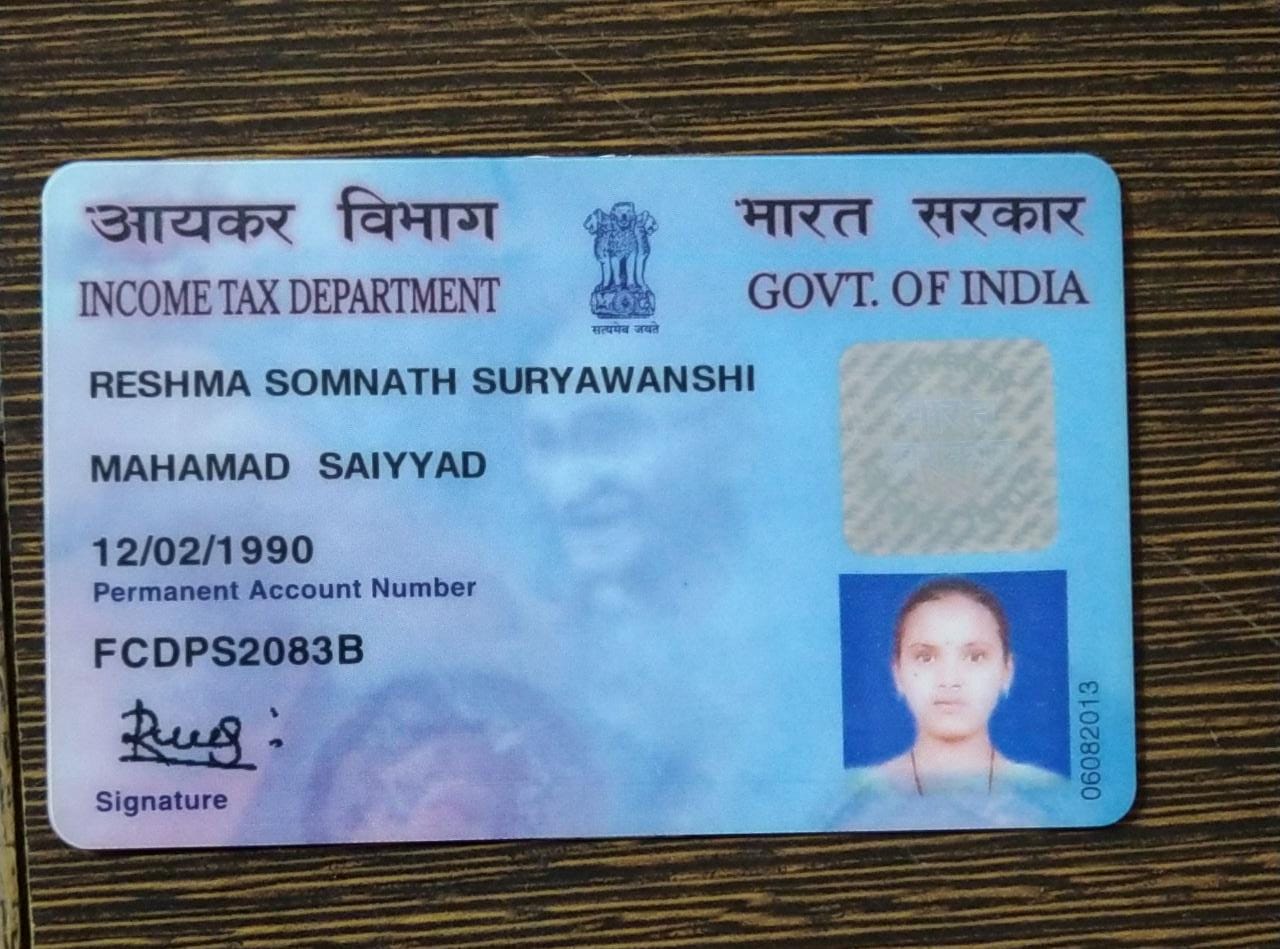 आयकर विभाग
INCOME TAX DEPARTMENT
सत्यमेव जयते
भारत सरकार
GOVT. OF INDIA
RESHMA SOMNATH SURYAWANSHI
MAHAMAD SAIYYAD
12/02/1990
Permanent Account Number
FCDPS2083B
Signature
भारत
06082013